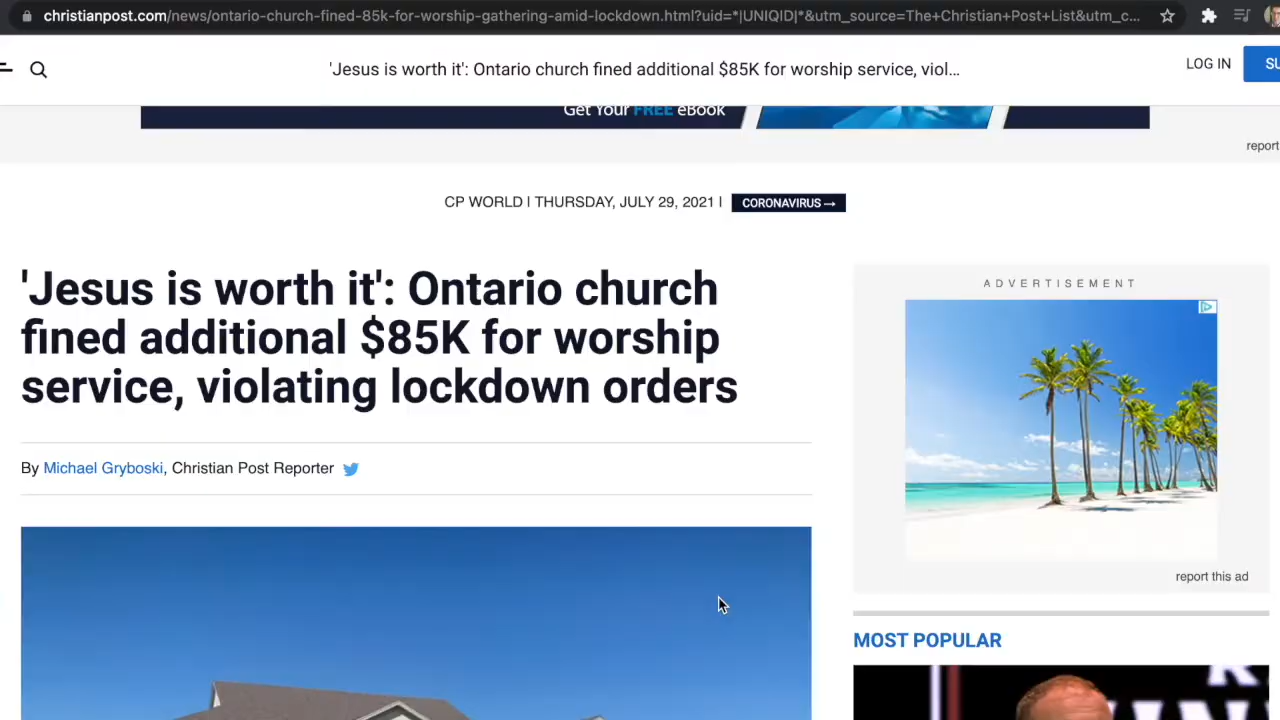 christianpost.com/news/ontario-church-fined-85k-for-worship-gathering-amid-lockdown.html?uid=*|UNIQID|*&utm_source=The+Christian+Post+List&utm_c...
'Jesus is worth it': Ontario church fined additional $85K for worship service, viol...
LOG IN
SU
Get Your FREE eBook
report
CP WORLD | THURSDAY, JULY 29, 2021 |
CORONAVIRUS→
'Jesus is worth it': Ontario church
fined additional $85K for worship
service, violating lockdown orders
By Michael Gryboski, Christian Post Reporter
ADVERTISEMENT
report this ad
MOST POPULAR